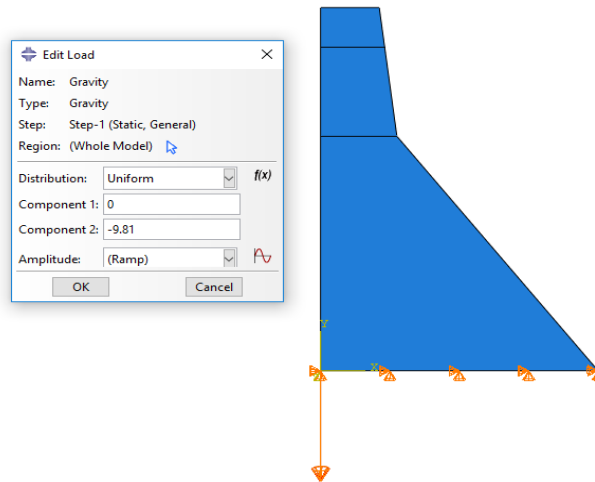 Edit Load
Name: Gravity
Type: Gravity
Step: Step-1 (Static, General)
Region: (Whole Model)
Distribution: Uniform f(x)
Component 1: 0
Component 2: -9.81
Amplitude: (Ramp)
OK Cancel
Y
X